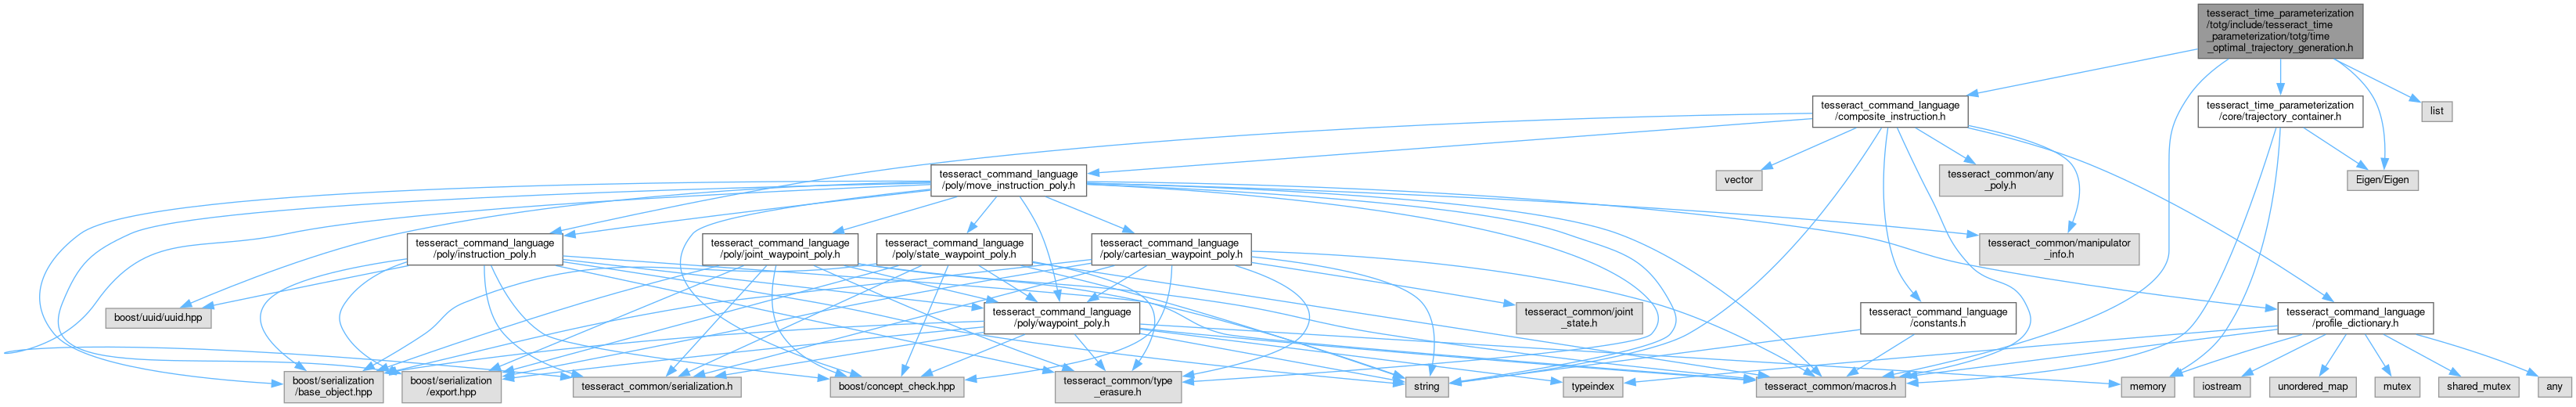 tesseract_time_parameterization
/totg/include/tesseract_time
_parameterization/totg/time
_optimal_trajectory_generation.h
tesseract_command_language
/composite_instruction.h
tesseract_time_parameterization
/core/trajectory_container.h
list
tesseract_command_language
/poly/move_instruction_poly.h
vector
tesseract_common/any
_poly.h
Eigen/Eigen
tesseract_command_language
/poly/instruction_poly.h
tesseract_command_language
/poly/joint_waypoint_poly.h
tesseract_command_language
/poly/state_waypoint_poly.h
tesseract_command_language
/poly/cartesian_waypoint_poly.h
tesseract_common/manipulator
_info.h
boost/uuid/uuid.hpp
tesseract_command_language
/poly/waypoint_poly.h
tesseract_common/joint
_state.h
tesseract_command_language
/constants.h
tesseract_command_language
/profile_dictionary.h
boost/serialization
/base_object.hpp
boost/serialization
/export.hpp
tesseract_common/serialization.h
boost/concept_check.hpp
tesseract_common/type
_erasure.h
string
typeindex
tesseract_common/macros.h
memory
iostream
unordered_map
mutex
shared_mutex
any